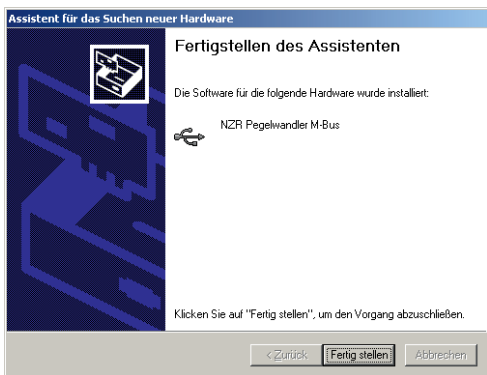 Assistent für das Suchen neuer Hardware
Fertigstellen des Assistenten
Die Software für die folgende Hardware wurde installiert:
NZR Pegelwandler M-Bus
Klicken Sie auf "Fertig stellen", um den Vorgang abzuschließen.
< Zurück Fertig stellen Abbrechen